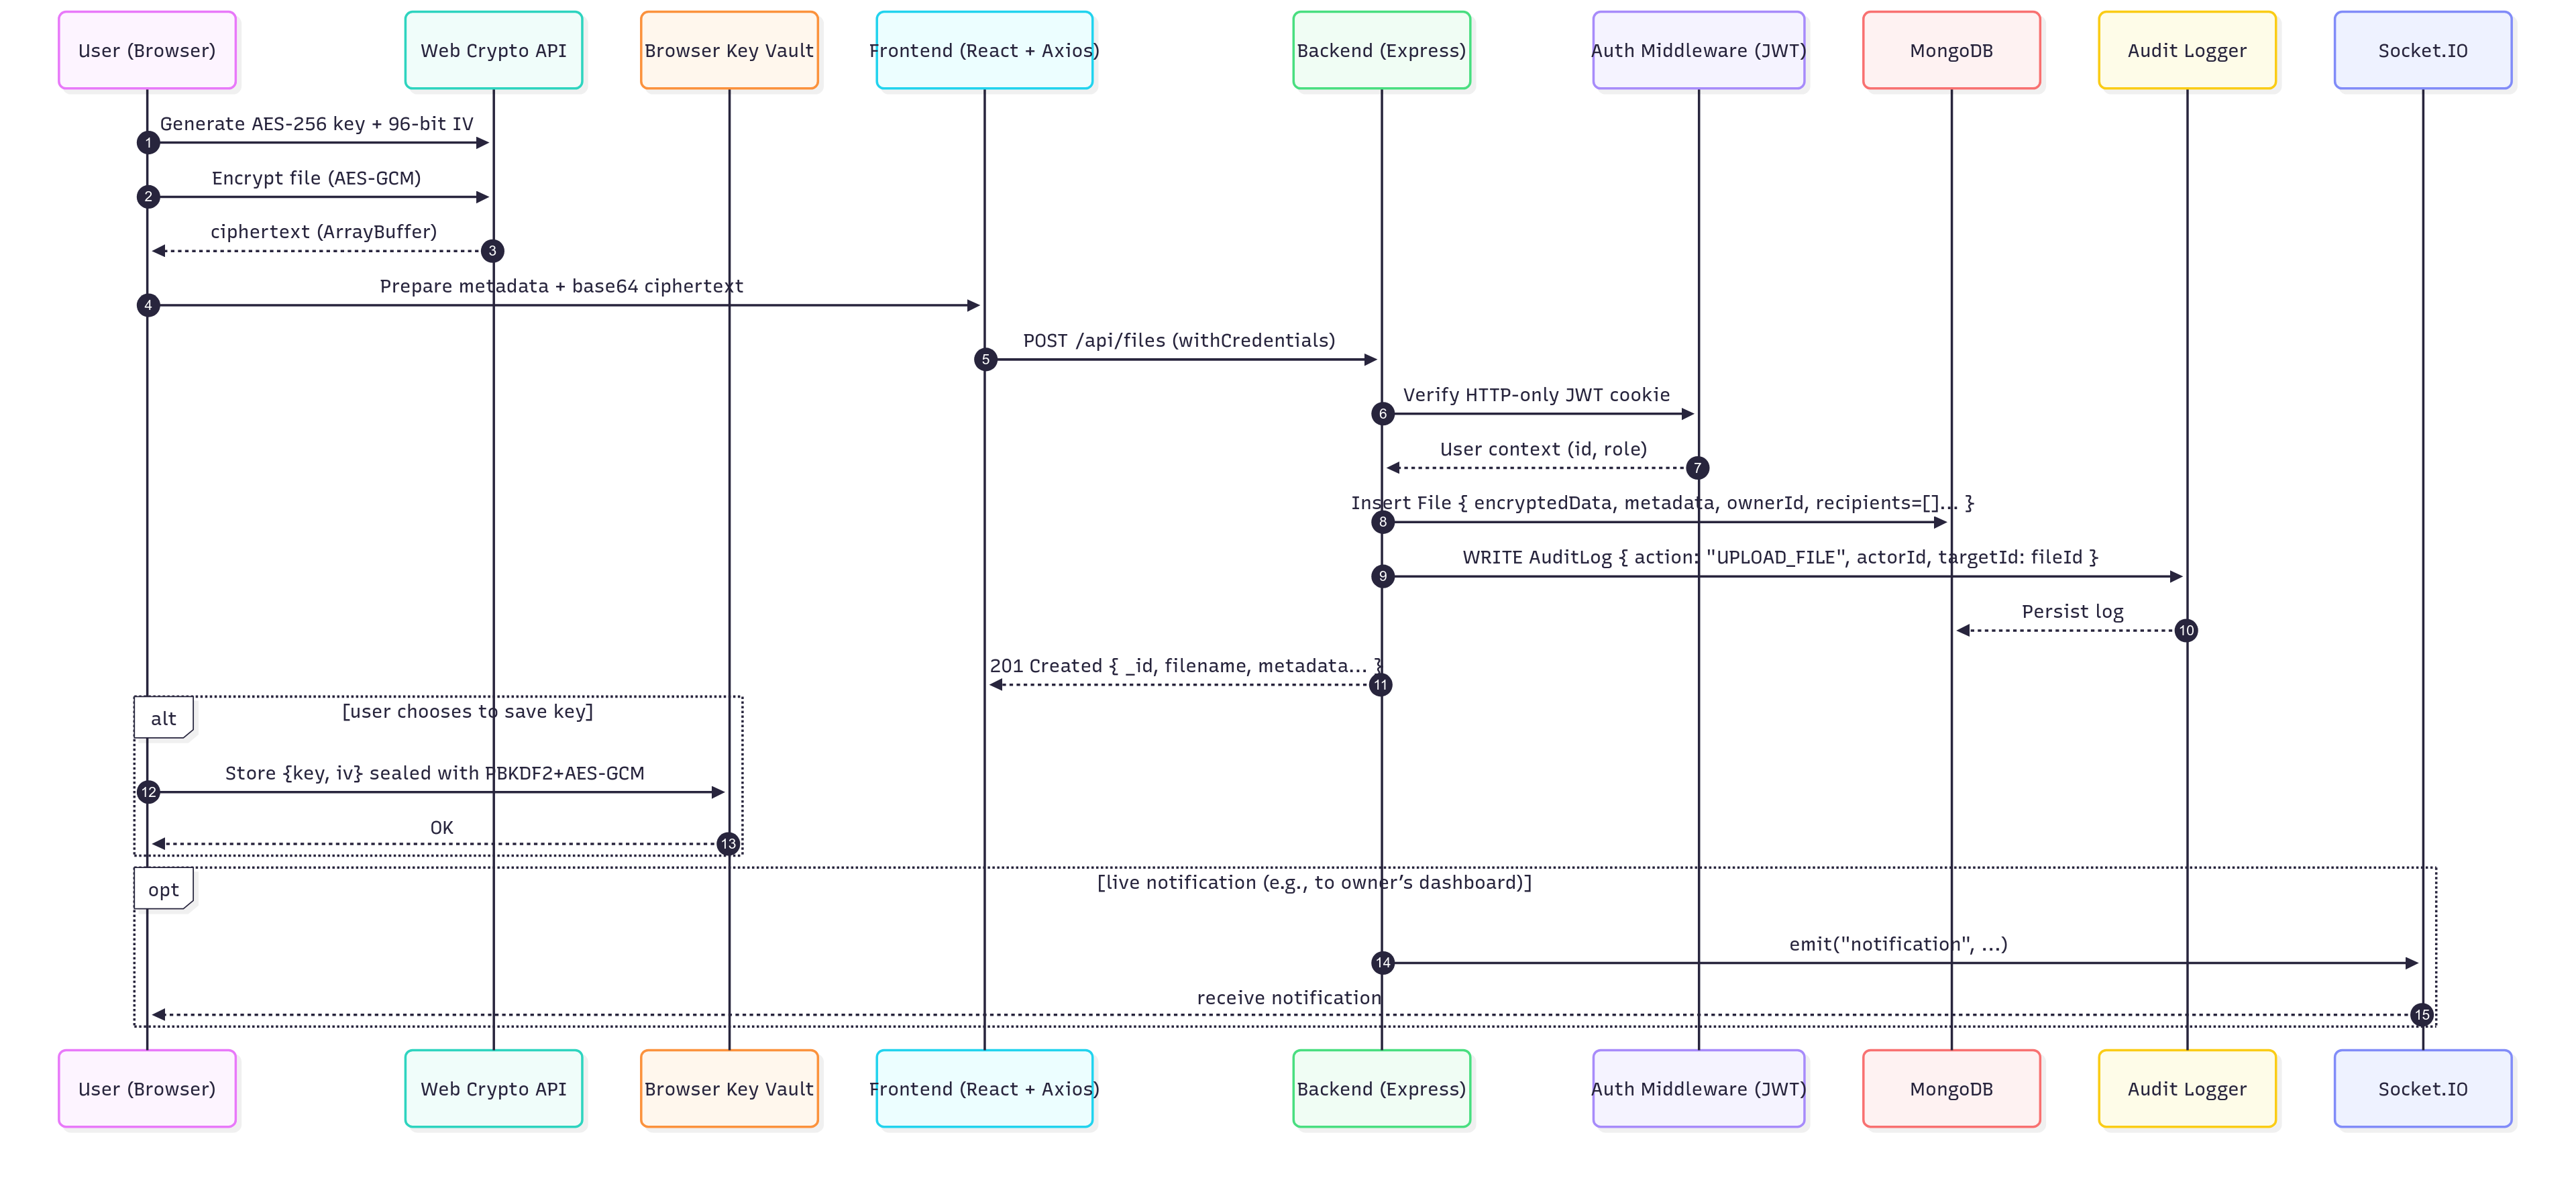 User (Browser)
Web Crypto API
Browser Key Vault
Frontend (React + Axios)
Backend (Express)
Auth Middleware (JWT)
MongoDB
Audit Logger
Socket.IO
Generate AES-256 key + 96-bit IV
1
Encrypt file (AES-GCM)
2
ciphertext (ArrayBuffer)
3
Prepare metadata + base64 ciphertext
4
POST /api/files (withCredentials)
5
Verify HTTP-only JWT cookie
6
User context (id, role)
7
Insert File { encryptedData, metadata, ownerId, recipients=[]... }
8
WRITE AuditLog { action: "UPLOAD_FILE", actorId, targetId: fileId }
9
Persist log
10
201 Created { _id, filename, metadata... }
11
alt
[user chooses to save key]
Store {key, iv} sealed with PBKDF2+AES-GCM
12
OK
13
opt
[live notification (e.g., to owner’s dashboard)]
emit("notification", ...)
14
receive notification
15
User (Browser)
Web Crypto API
Browser Key Vault
Frontend (React + Axios)
Backend (Express)
Auth Middleware (JWT)
MongoDB
Audit Logger
Socket.IO